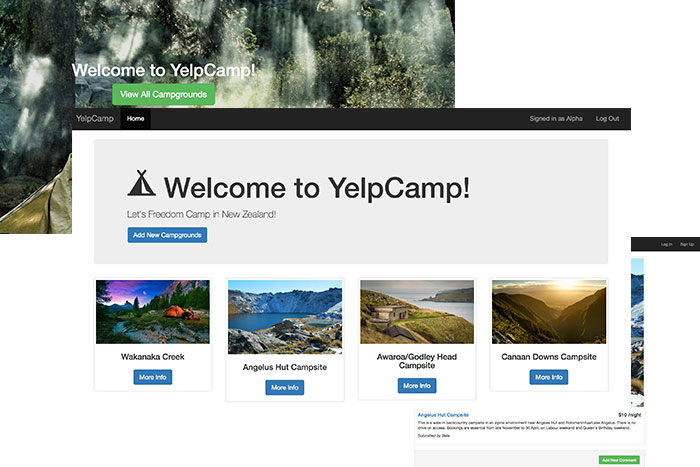 Welcome to YelpCamp!
View All Campgrounds
YelpCamp Home Signed in as Alpha Log Out
Welcome to YelpCamp!
Let's Freedom Camp in New Zealand!
Add New Campgrounds
Log In Sign Up
Wakanaka Creek
More Info
Angelus Hut Campsite
More Info
Awaroa/Godley Head
Campsite
More Info
Canaan Downs Campsite
More Info
Angelus Hut Campsite $10 /night
This is a walk-in backcountry campsite in an alpine environment near Angelus Hut and Rotomaninitua/Lake Angelus. There is no
drive on access. Bookings are essential from late November to 30 April, on Labour weekend and Queen's Birthday weekend.
Submitted by Beta
Add New Comment